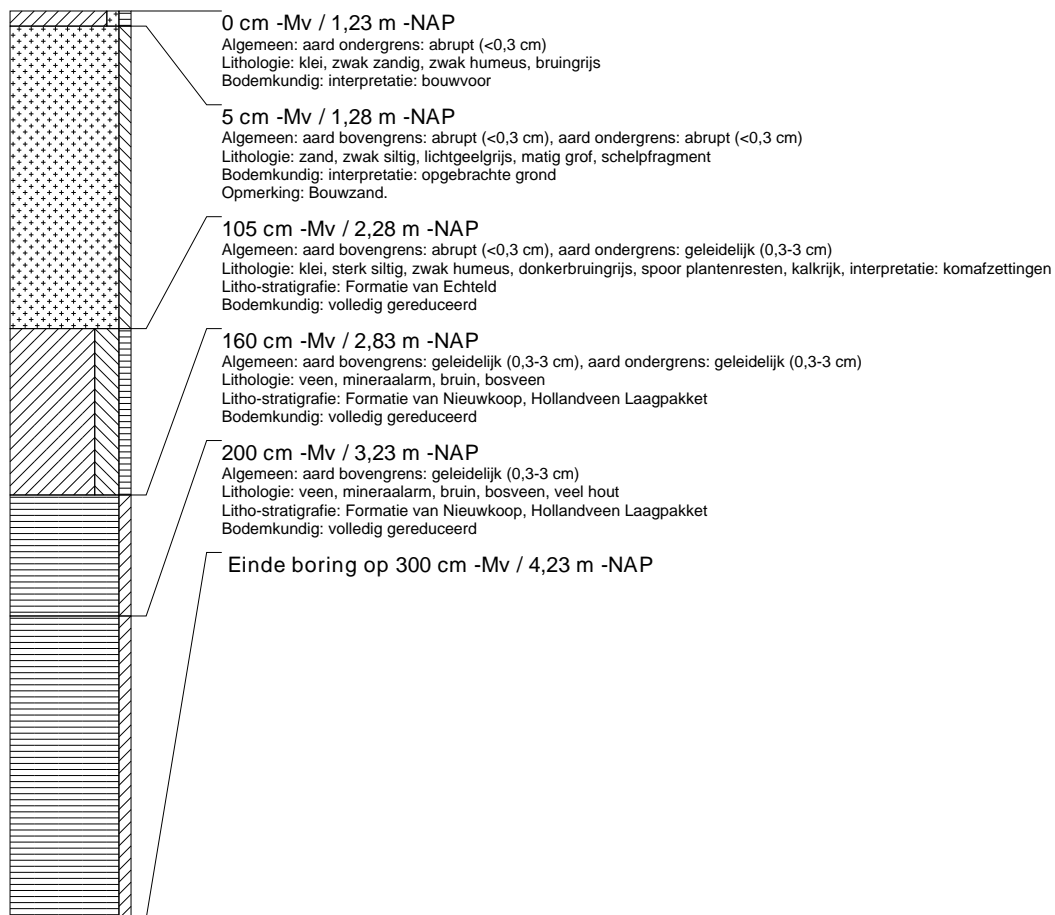 0 cm -Mv / 1,23 m -NAP
Algemeen: aard ondergrens: abrupt (<0,3 cm)
Lithologie: klei, zwak zandig, zwak humeus, bruingrijs
Bodemkundig: interpretatie: bouwvoor
5 cm -Mv / 1,28 m -NAP
Algemeen: aard bovengrens: abrupt (<0,3 cm), aard ondergrens: abrupt (<0,3 cm)
Lithologie: zand, zwak siltig, lichtgeelgrijs, matig grof, schelpfragment
Bodemkundig: interpretatie: opgebrachte grond
Opmerking: Bouwzand.
105 cm -Mv / 2,28 m -NAP
Algemeen: aard bovengrens: abrupt (<0,3 cm), aard ondergrens: geleidelijk (0,3-3 cm)
Lithologie: klei, sterk siltig, zwak humeus, donkerbruingrijs, spoor plantenresten, kalkrijk, interpretatie: komafzettingen
Litho-stratigrafie: Formatie van Echteld
Bodemkundig: volledig gereduceerd
160 cm -Mv / 2,83 m -NAP
Algemeen: aard bovengrens: geleidelijk (0,3-3 cm), aard ondergrens: geleidelijk (0,3-3 cm)
Lithologie: veen, mineraalarm, bruin, bosveen
Litho-stratigrafie: Formatie van Nieuwkoop, Hollandveen Laagpakket
Bodemkundig: volledig gereduceerd
200 cm -Mv / 3,23 m -NAP
Algemeen: aard bovengrens: geleidelijk (0,3-3 cm)
Lithologie: veen, mineraalarm, bruin, bosveen, veel hout
Litho-stratigrafie: Formatie van Nieuwkoop, Hollandveen Laagpakket
Bodemkundig: volledig gereduceerd
Einde boring op 300 cm -Mv / 4,23 m -NAP